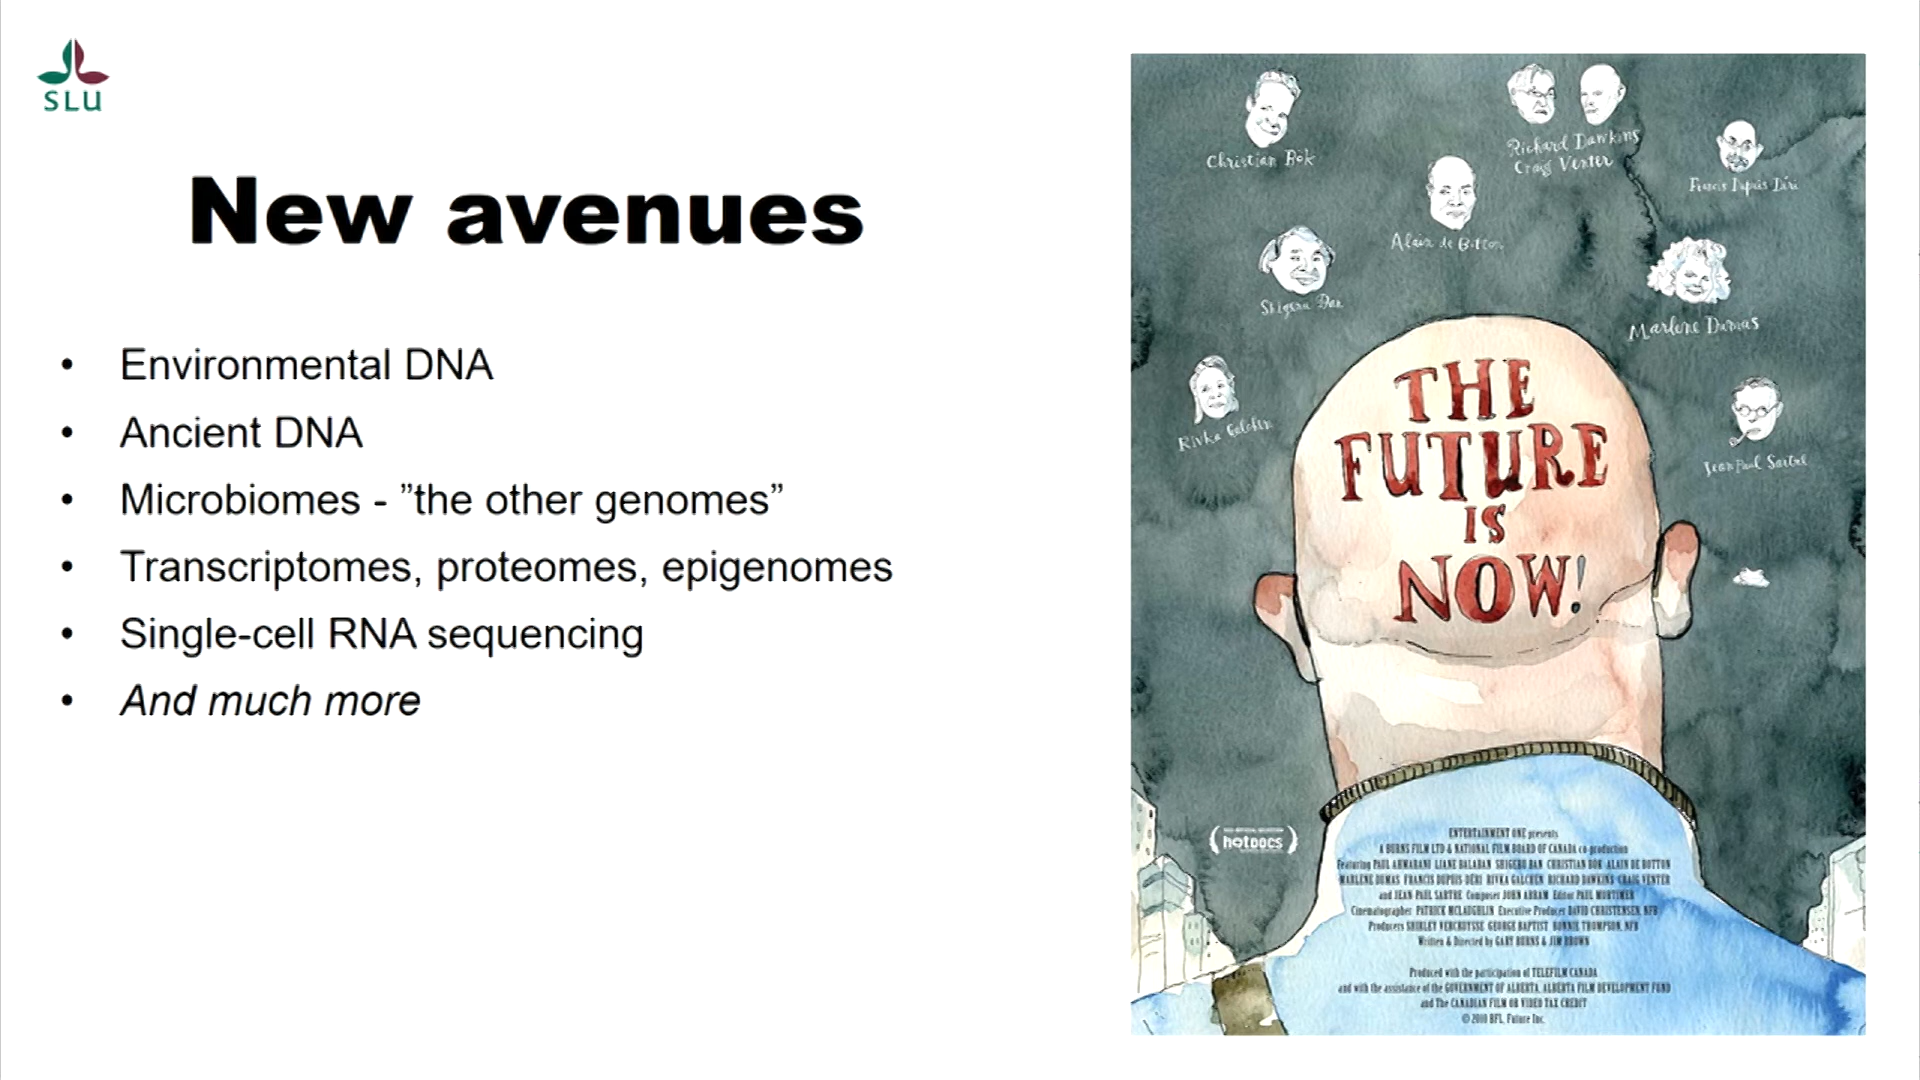 SLU
New avenues
• Environmental DNA
• Ancient DNA
• Microbiomes - ”the other genomes”
• Transcriptomes, proteomes, epigenomes
• Single-cell RNA sequencing
• And much more
Christian Bök
Richard Dawkins
Craig Venter
Francis Dupuis Déri
Alain de Botton
Shigeru Ban
Marlene Dumas
Rivka Galchen
Jean Paul Sartre
THE
FUTURE
IS
NOW!
hotDOCS
ENTERTAINMENT ONE presents
A BURNS FILM LTD & NATIONAL FILM BOARD OF CANADA co-production
Featuring PAUL AHMARANI LIANE BALABAN SHIGERU BAN CHRISTIAN BÖK ALAIN DE BOTTON
MARLENE DUMAS FRANCIS DUPUIS-DÉRI RIVKA GALCHEN RICHARD DAWKINS CRAIG VENTER
and JEAN PAUL SARTRE Composer JOHN ABRAM Editor PAUL MORTIMER
Cinematographer PATRICK MCLAUGHLIN Executive Producer DAVID CHRISTENSEN, NFB
Producers SHIRLEY VERCRUYSSE GEORGE BAPTIST BONNIE THOMPSON, NFB
Written & Directed by GARY BURNS & JIM BROWN
Produced with the participation of TELEFILM CANADA
and with the assistance of the GOVERNMENT OF ALBERTA, ALBERTA FILM DEVELOPMENT FUND
and The CANADIAN FILM OR VIDEO TAX CREDIT
© 2010 BFL Future Inc.